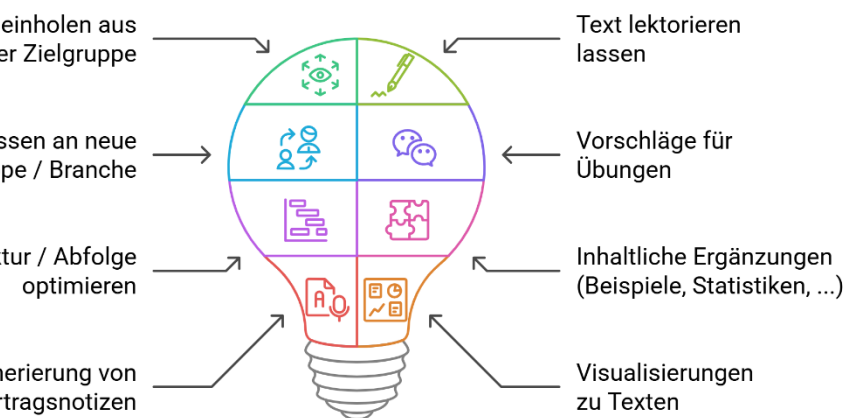 einholen aus
er Zielgruppe
ssen an neue
pe / Branche
tur / Abfolge
optimieren
nerierung von
rtragsnotizen
Text lektorieren
lassen
Vorschläge für
Übungen
Inhaltliche Ergänzungen
(Beispiele, Statistiken, ...)
Visualisierungen
zu Texten
A